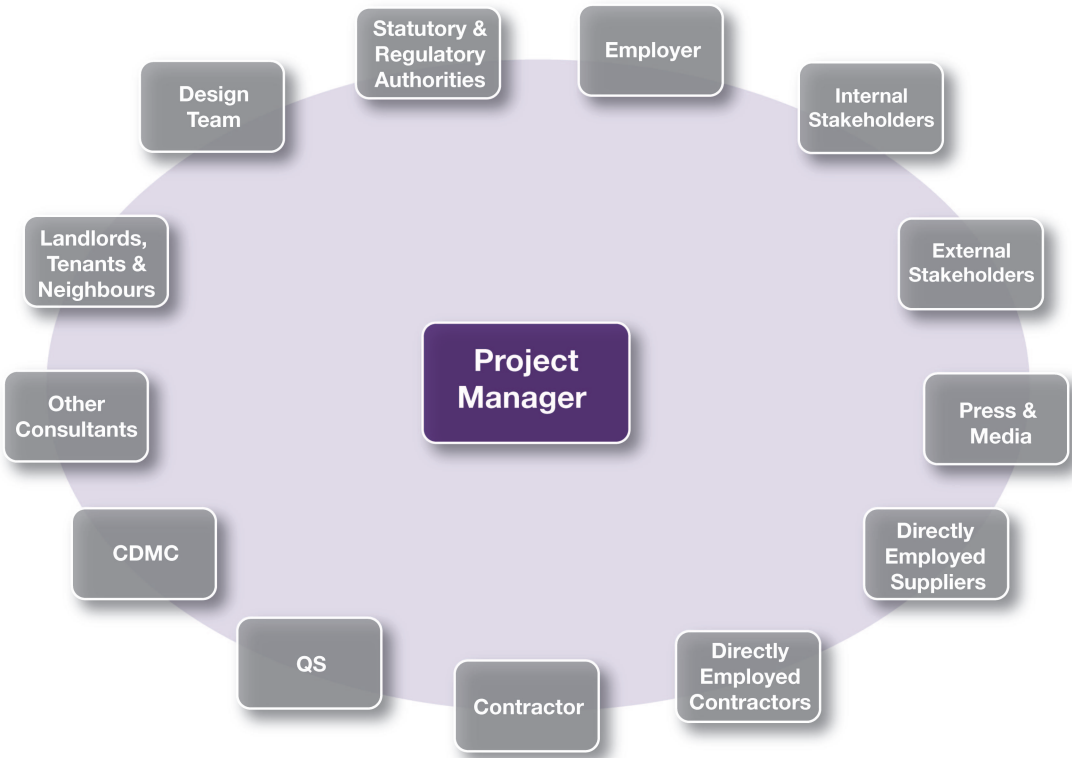 Statutory &
Regulatory
Authorities
Employer
Design
Team
Internal
Stakeholders
Landlords,
Tenants &
Neighbours
External
Stakeholders
Project
Manager
Other
Consultants
Press &
Media
CDMC
Directly
Employed
Suppliers
QS
Contractor
Directly
Employed
Contractors